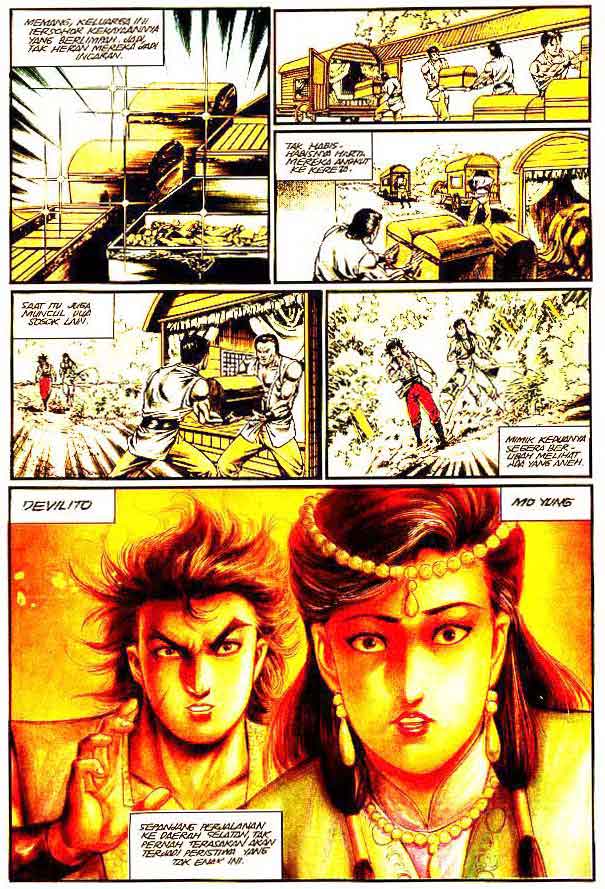 MEMANG, KELUARGA INI
TERSOHOR KEKAYAANNYA
YANG BERLIMPAH. JADI,
TAK HERAN MEREKA JADI
INCARAN.
TAK HABIS-
HABISNYA HARTA
MEREKA ANGKUT
KE KERETA.
SAAT ITU JUGA
MUNCUL DUA
SOSOK LAIN.
MIMIK KEDUANYA
SEGERA BER-
UBAH MELIHAT
ADA YANG ANEH.
DEVILITO
MO YUNG
SEPANJANG PERJALANAN
KE DAERAH SELATAN, TAK
PERNAH TERASAKAN AKAN
TERJADI PERISTIWA YANG
TAK ENAK INI.